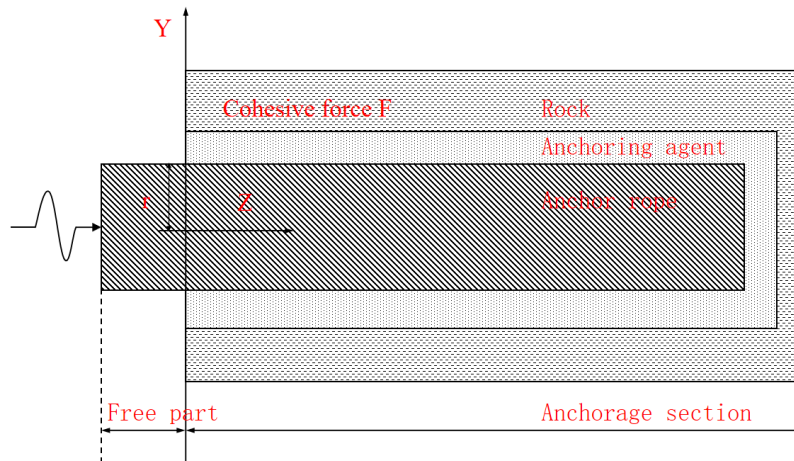 Y
Cohesive force F
Rock
Anchoring agent
r
Z
Anchor rope
Free part
Anchorage section